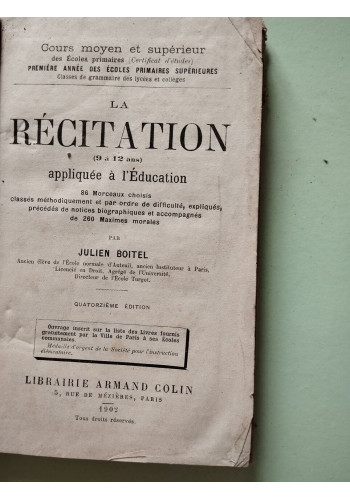 Cours moyen et supérieur
des Écoles primaires (Certificat d'études)
PREMIÈRE ANNÉE DES ÉCOLES PRIMAIRES SUPÉRIEURES
Classes de grammaire des lycées et collèges
LA
RÉCITATION
(9 à 12 ans)
appliquée à l'Éducation
86 Morceaux choisis
classés méthodiquement et par ordre de difficulté, expliqués,
précédés de notices biographiques et accompagnés
de 260 Maximes morales
PAR
JULIEN BOITEL
Ancien élève de l'École normale d'Auteuil, ancien Instituteur à Paris,
Licencié en Droit, Agrégé de l'Université,
Directeur de l'École Turgot.
QUATORZIÈME ÉDITION
Ouvrage inscrit sur la liste des Livres fournis
gratuitement par la Ville de Paris à ses Écoles
communales.
Médaille d'argent de la Société pour l'instruction
élémentaire.
LIBRAIRIE ARMAND COLIN
5, RUE DE MÉZIÈRES, PARIS
1902
Tous droits réservés.